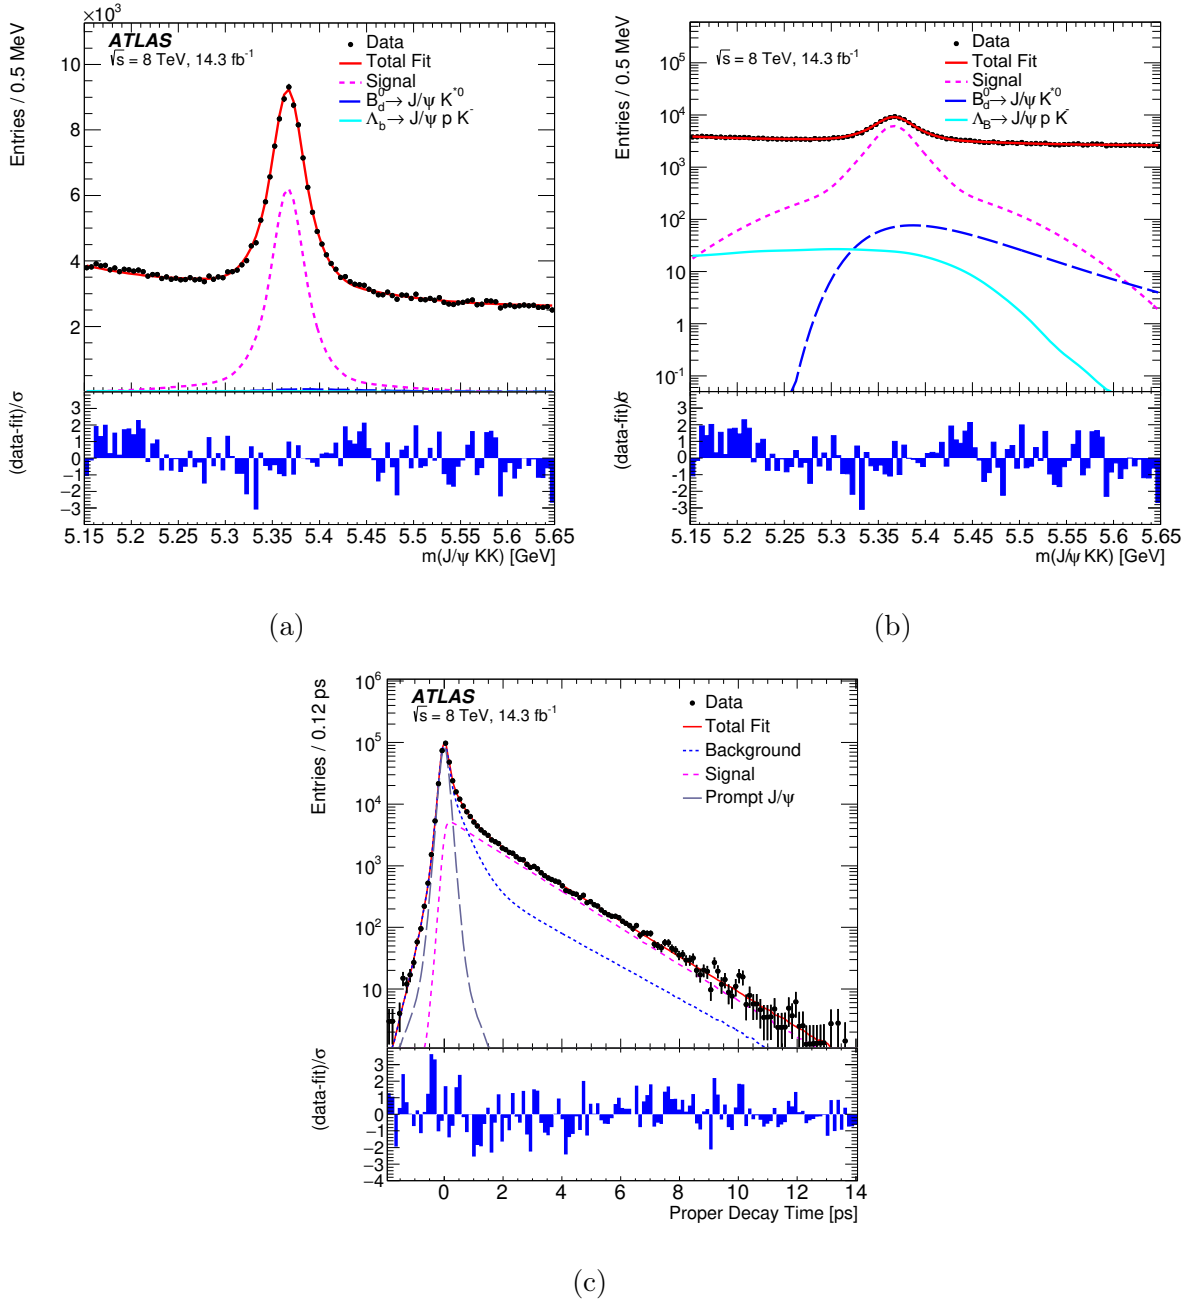 ×10³
Entries / 0.5 MeV
ATLAS
√s = 8 TeV, 14.3 fb⁻¹
Data
Total Fit
Signal
B⁰d → J/ψ K*⁰
Λb → J/ψ p K⁻
10
8
6
4
2
(data-fit)/σ
3
2
1
0
−1
−2
−3
5.15 5.2 5.25 5.3 5.35 5.4 5.45 5.5 5.55 5.6 5.65
m(J/ψ KK) [GeV]
(a)
Entries / 0.5 MeV
√s = 8 TeV, 14.3 fb⁻¹
Data
Total Fit
Signal
B⁰d → J/ψ K*⁰
ΛB → J/ψ p K⁻
10⁵
10⁴
10³
10²
10
1
10⁻¹
(data-fit)/σ
3
2
1
0
-1
-2
-3
5.15 5.2 5.25 5.3 5.35 5.4 5.45 5.5 5.55 5.6 5.65
m(J/ψ KK) [GeV]
(b)
Entries / 0.12 ps
ATLAS
√s = 8 TeV, 14.3 fb⁻¹
Data
Total Fit
Background
Signal
Prompt J/ψ
10⁶
10⁵
10⁴
10³
10²
10
(data-fit)/σ
3
2
1
0
−1
−2
−3
−4
0 2 4 6 8 10 12 14
Proper Decay Time [ps]
(c)